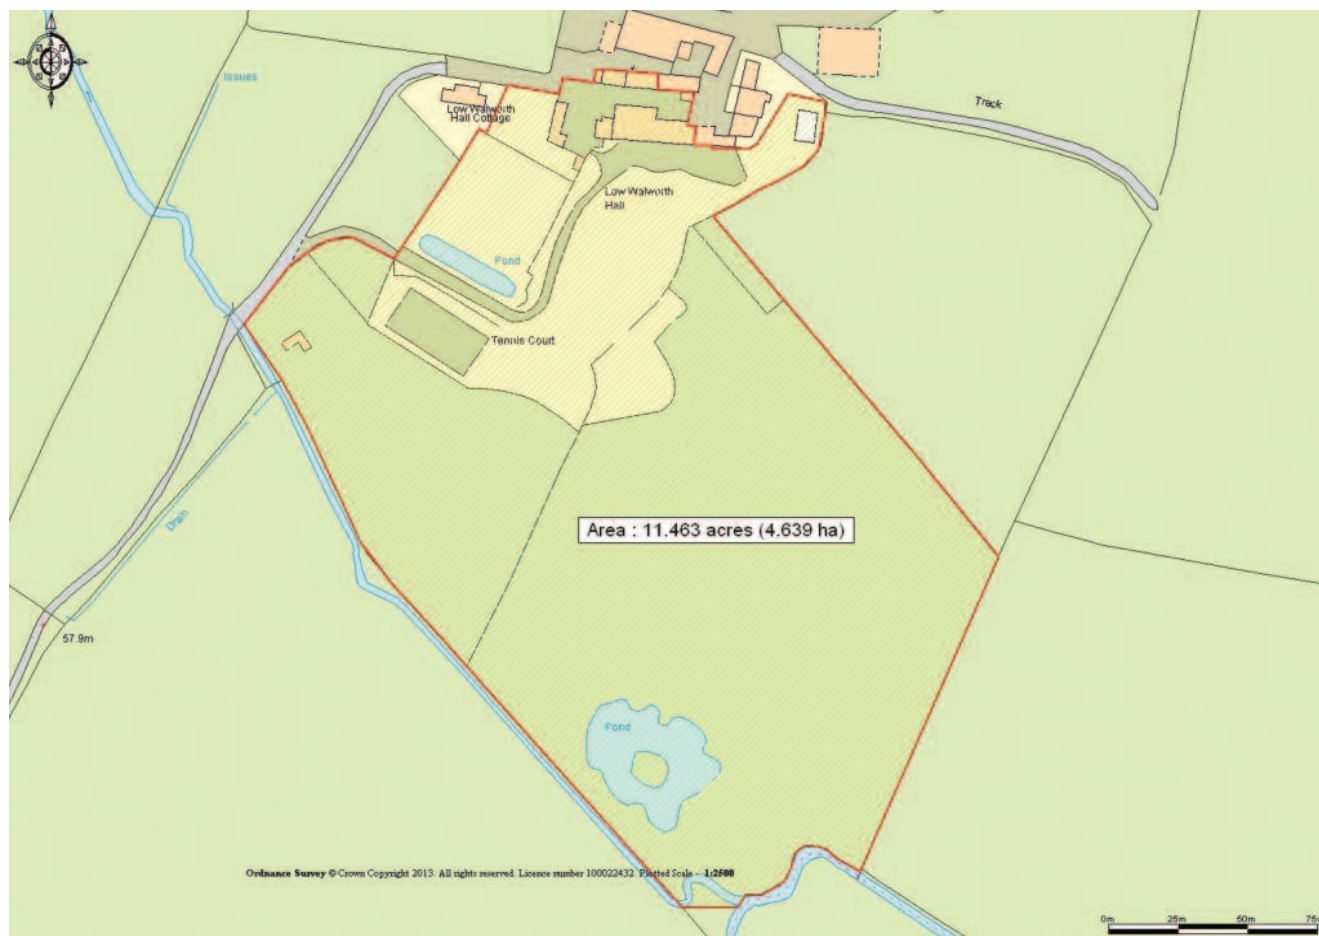 Issues
Track
Low Walworth
Hall Cottage
Low Walworth
Hall
Pond
Tennis Court
Drain
Area : 11.463 acres (4.639 ha)
57.9m
Pond
Ordnance Survey © Crown Copyright 2013. All rights reserved. Licence number 100022432. Plotted Scale - 1:2500
0m 25m 50m 75m